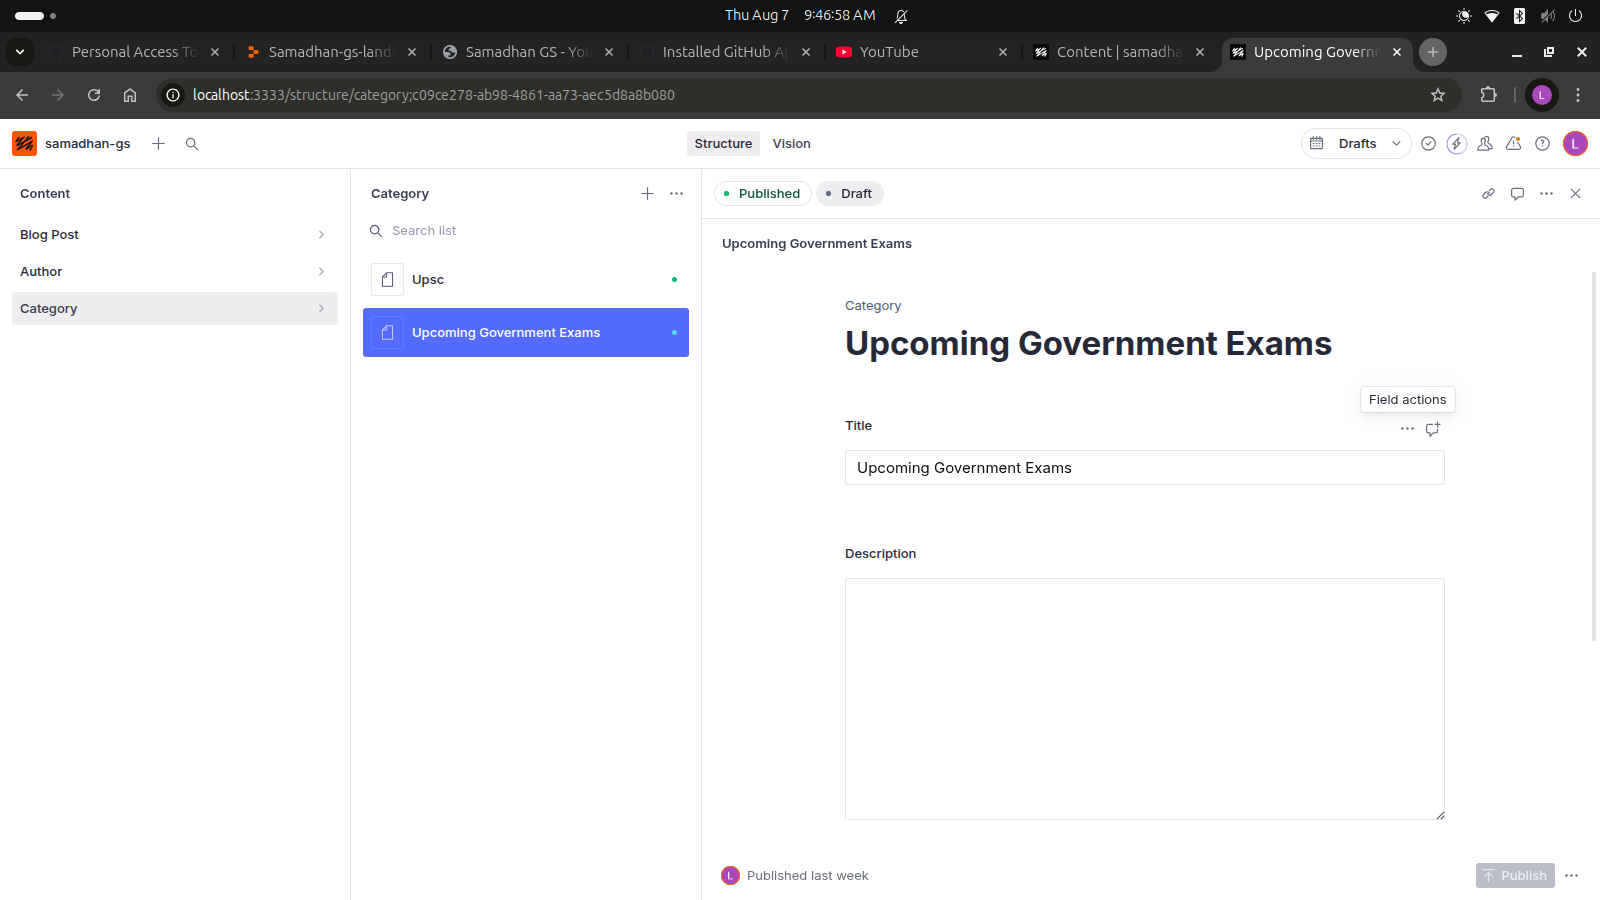 Thu Aug 7 9:46:58 AM
Personal Access To
Samadhan-gs-land
Samadhan GS - You
Installed GitHub Ap
YouTube
Content | samadha
Upcoming Governm
localhost:3333/structure/category;c09ce278-ab98-4861-aa73-aec5d8a8b080
L
samadhan-gs
Structure
Vision
Drafts
L
Content
Blog Post
Author
Category
Category
Search list
Upsc
Upcoming Government Exams
Published
Draft
Upcoming Government Exams
Category
Upcoming Government Exams
Field actions
Title
Upcoming Government Exams
Description
L
Published last week
Publish